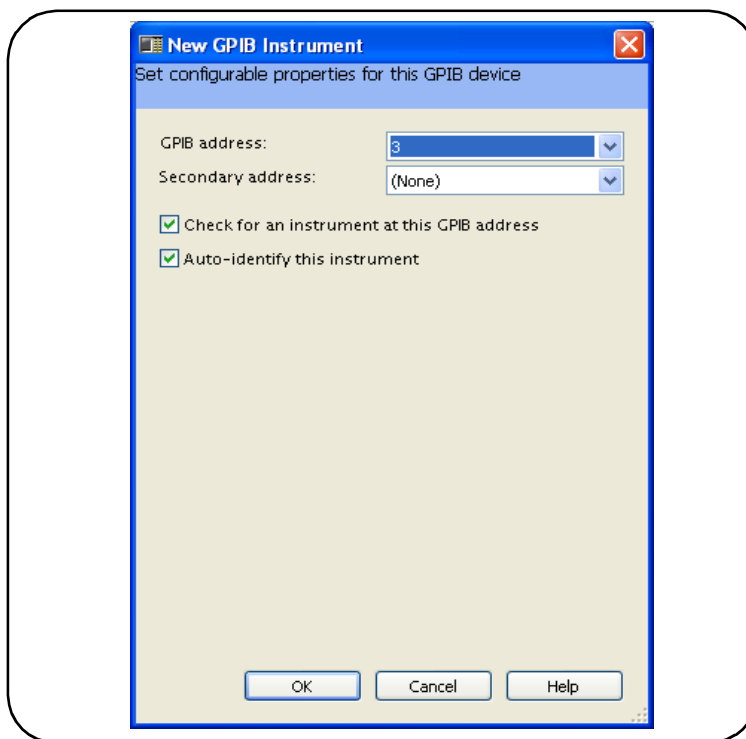 New GPIB Instrument
Set configurable properties for this GPIB device
GPIB address: 3
Secondary address: (None)
Check for an instrument at this GPIB address
Auto-identify this instrument
OK Cancel Help